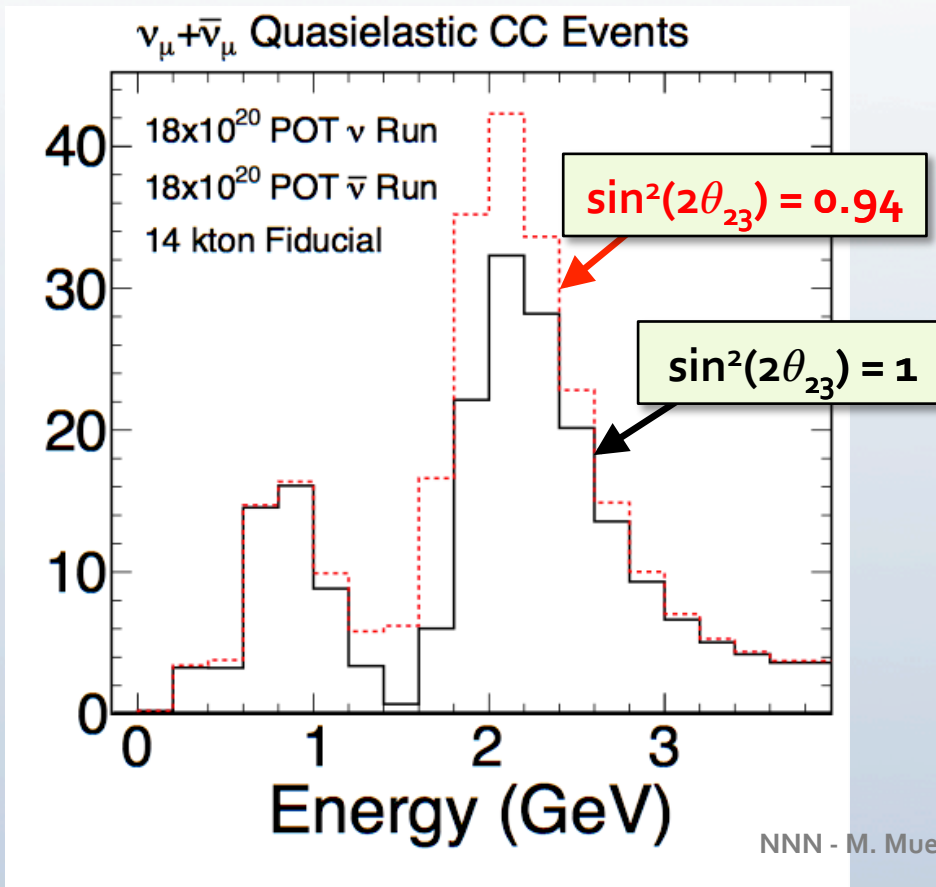 νμ+ν̄μ Quasielastic CC Events
18x10²⁰ POT ν Run
18x10²⁰ POT ν̄ Run
14 kton Fiducial
sin²(2θ₂₃) = 0.94
sin²(2θ₂₃) = 1
40
30
20
10
0
0 1 2 3
Energy (GeV)
NNN - M. Mue